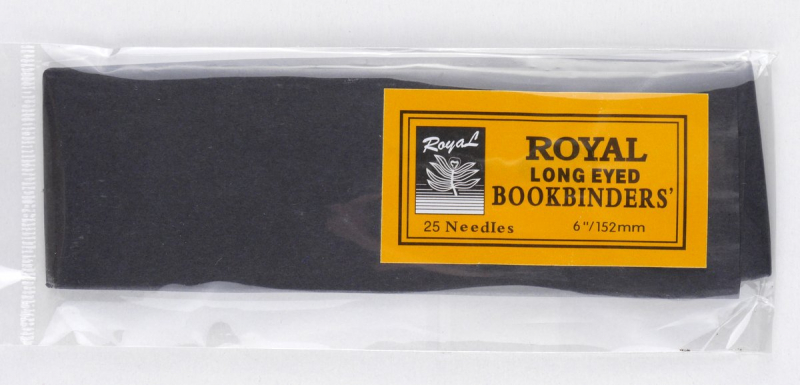 RoyaL
ROYAL
LONG EYED
BOOKBINDERS'
25 Needles 6"/152mm